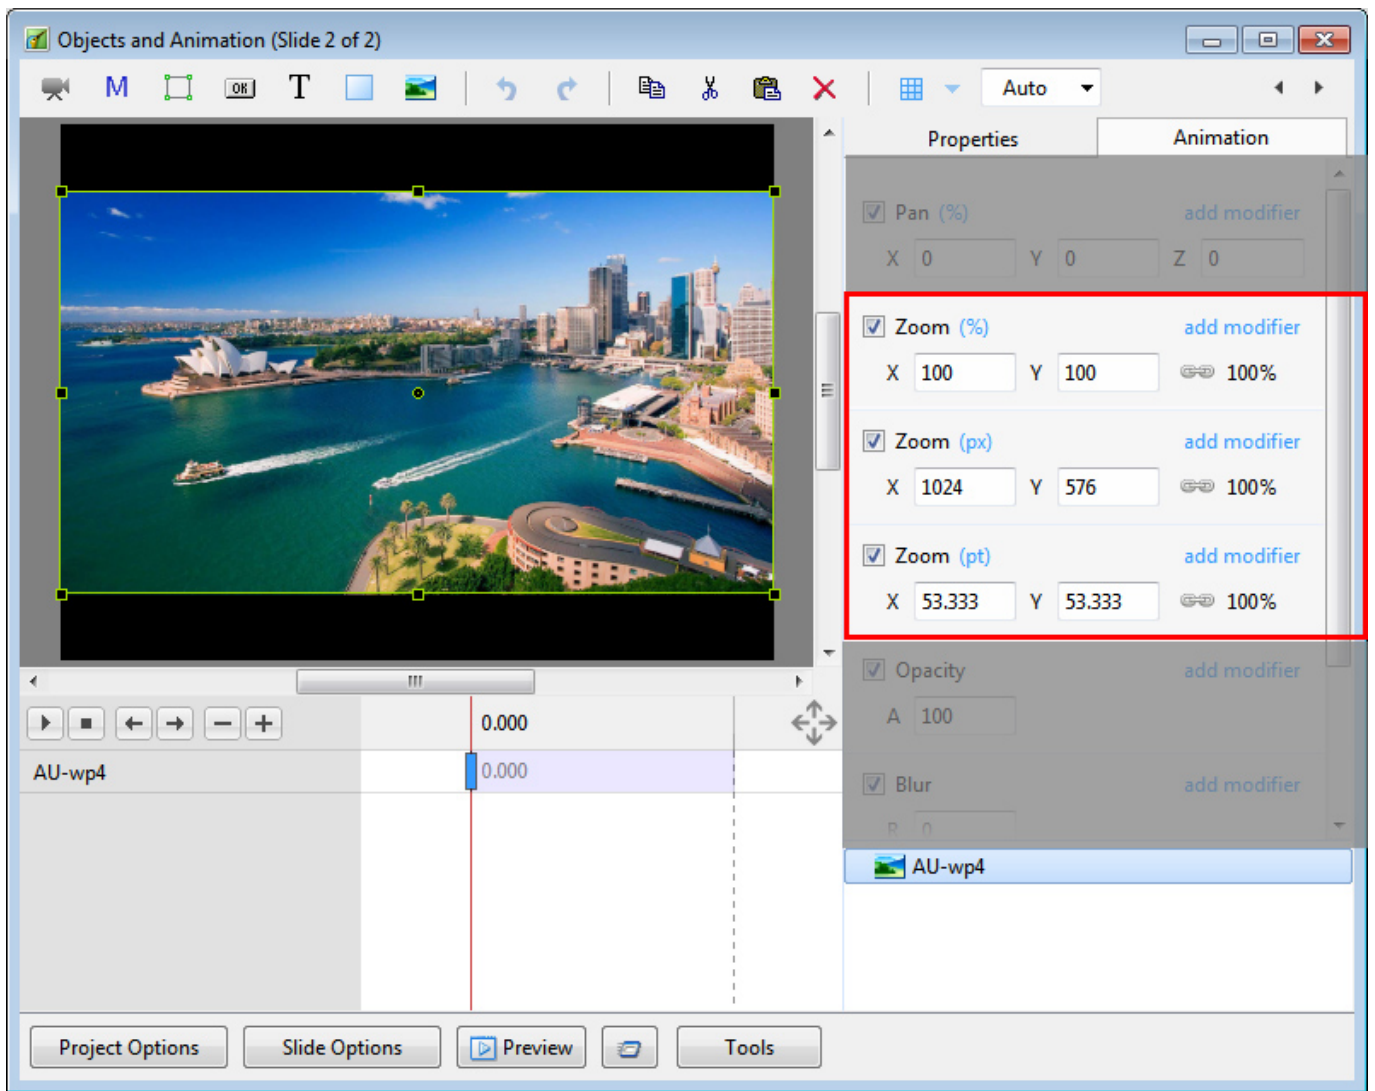 Objects and Animation (Slide 2 of 2)
M OK T Auto
Properties Animation
Pan (%) add modifier
X 0 Y 0 Z 0
Zoom (%) add modifier
X 100 Y 100 100%
Zoom (px) add modifier
X 1024 Y 576 100%
Zoom (pt) add modifier
X 53.333 Y 53.333 100%
Opacity add modifier
A 100
Blur add modifier
R 0
0.000
AU-wp4 0.000
AU-wp4
Project Options Slide Options Preview Tools